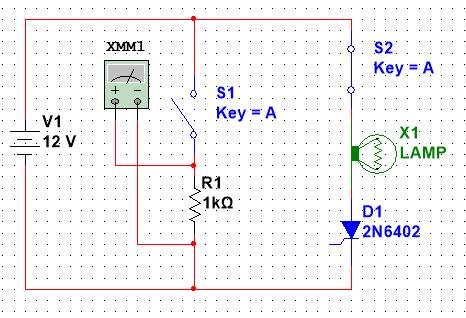 XMM1
S1
Key = A
S2
Key = A
V1
12 V
X1
LAMP
R1
1kΩ
D1
2N6402